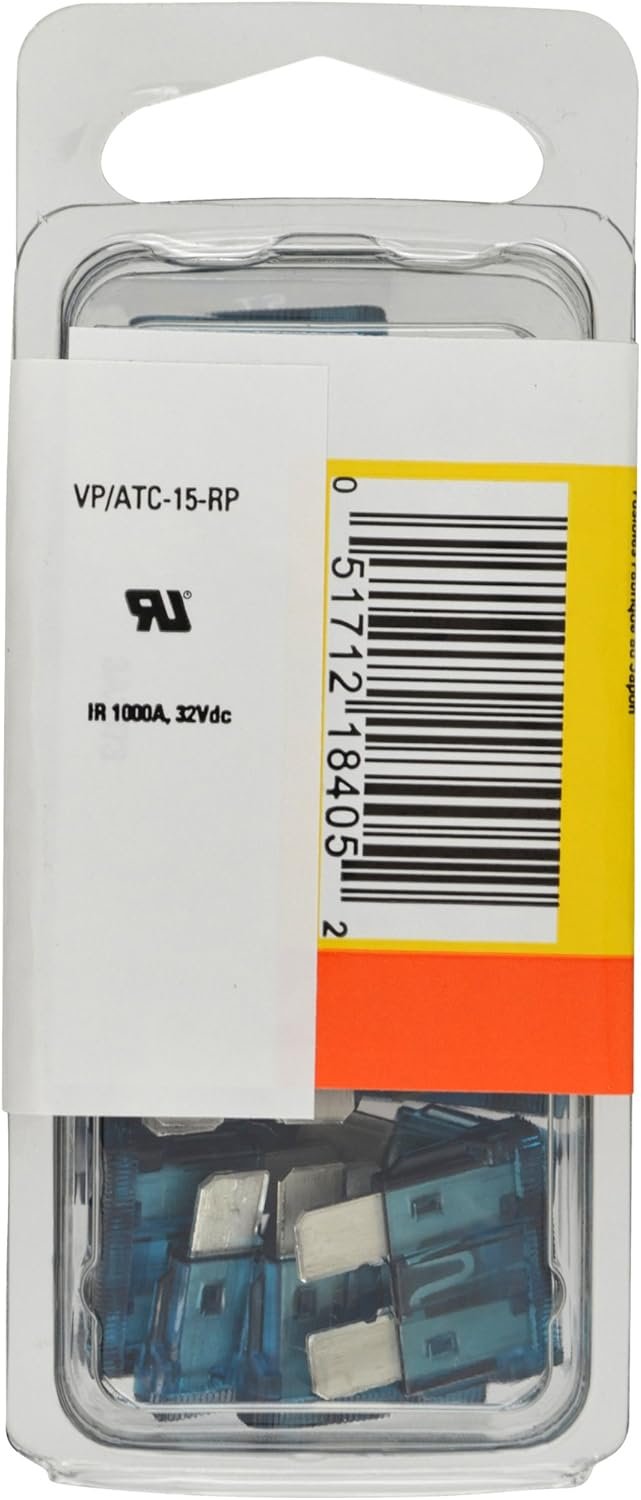 VP/ATC-15-RP
IR 1000A, 32Vdc
0 51712 18405 2